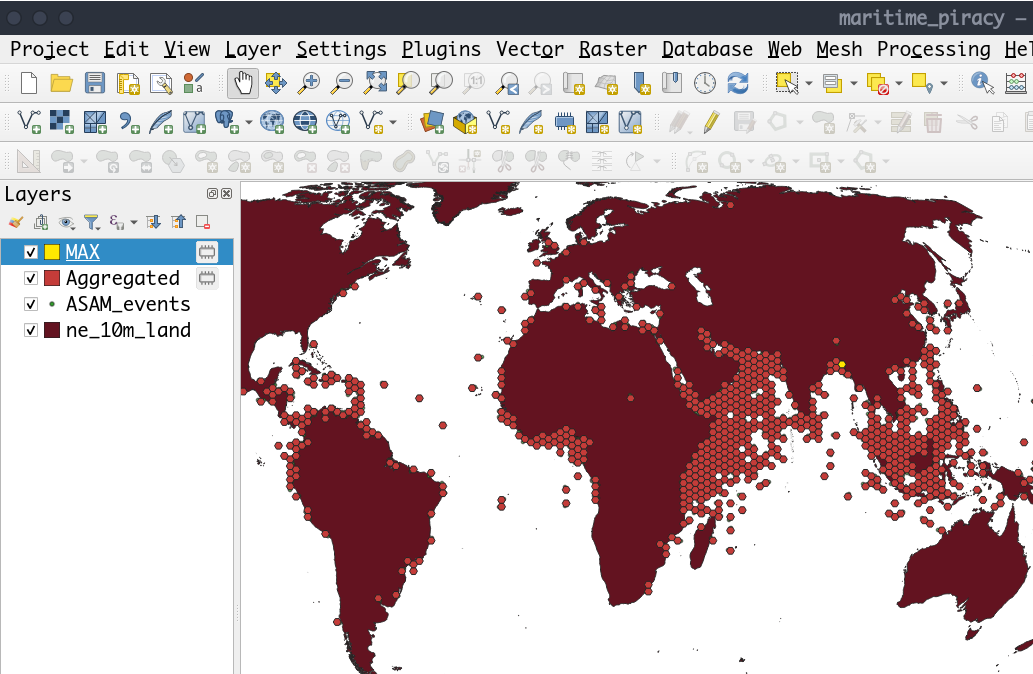 maritime_piracy —
Project Edit View Layer Settings Plugins Vector Raster Database Web Mesh Processing Hel
Layers
MAX
Aggregated
ASAM_events
ne_10m_land